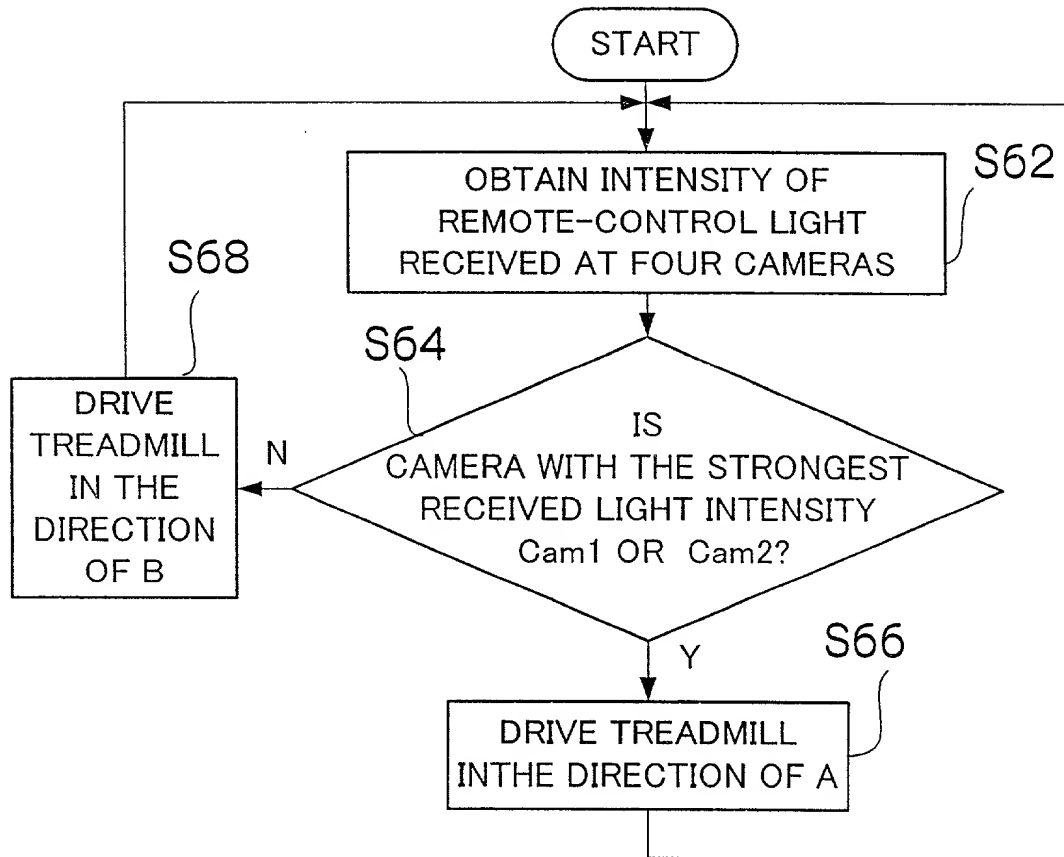 START
OBTAIN INTENSITY OF
REMOTE-CONTROL LIGHT
RECEIVED AT FOUR CAMERAS
S62
S68
S64
DRIVE
TREADMILL
IN THE
DIRECTION
OF B
N
IS
CAMERA WITH THE STRONGEST
RECEIVED LIGHT INTENSITY
Cam1 OR Cam2?
Y
S66
DRIVE TREADMILL
INTHE DIRECTION OF A